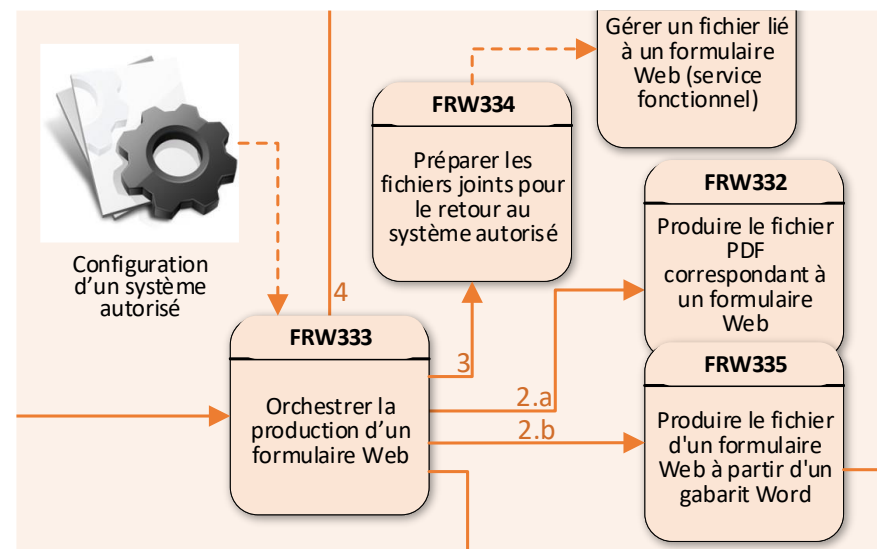 Gérer un fichier lié
à un formulaire
Web (service
fonctionnel)
FRW334
Préparer les
fichiers joints pour
le retour au
système autorisé
FRW332
Produire le fichier
PDF
correspondant à
un formulaire
Web
Configuration
d'un système
autorisé
4
FRW333
Orchestrer la
production d'un
formulaire Web
3
2.a
2.b
FRW335
Produire le fichier
d'un formulaire
Web à partir d'un
gabarit Word